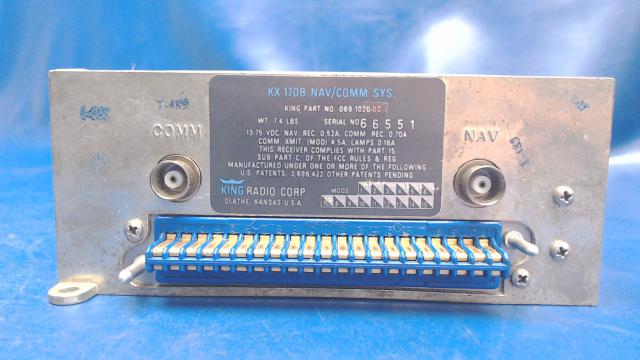 KX 170B NAV/COMM SYS.
KING PART NO. 069-1020-00
WT. 7.4 LBS. SERIAL NO 66551
13.75 VDC, NAV. REC. 0.52A, COMM. REC. 0.70A
COMM. XMIT. (MOD) 4.5A, LAMPS 0.16A
THIS RECEIVER COMPLIES WITH PART 15
SUB PART C OF THE FCC RULES & REG
MANUFACTURED UNDER ONE OR MORE OF THE FOLLOWING
U.S. PATENTS, 3,696,422 OTHER PATENTS PENDING
KING RADIO CORP
OLATHE, KANSAS U.S.A.
MODS
COMM
NAV